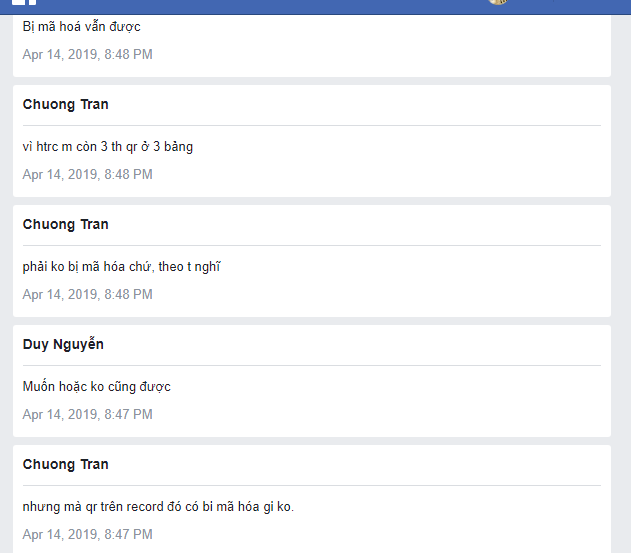 Bị mã hoá vẫn được
Apr 14, 2019, 8:48 PM
Chuong Tran
vì htrc m còn 3 th qr ở 3 bảng
Apr 14, 2019, 8:48 PM
Chuong Tran
phải ko bị mã hóa chứ, theo t nghĩ
Apr 14, 2019, 8:48 PM
Duy Nguyễn
Muốn hoặc ko cũng được
Apr 14, 2019, 8:47 PM
Chuong Tran
nhưng mà qr trên record đó có bi mã hóa gi ko.
Apr 14, 2019, 8:47 PM